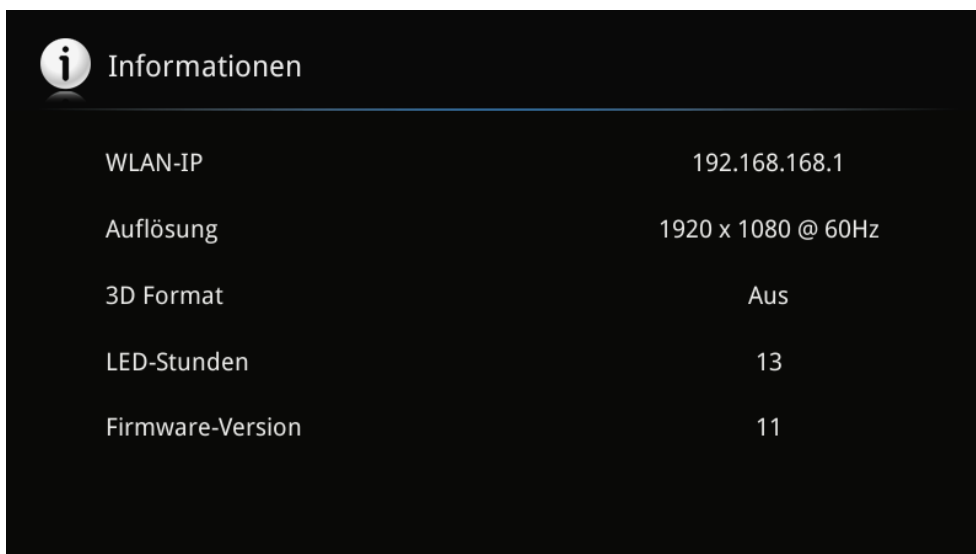 Informationen
WLAN-IP 192.168.168.1
Auflösung 1920 x 1080 @ 60Hz
3D Format Aus
LED-Stunden 13
Firmware-Version 11